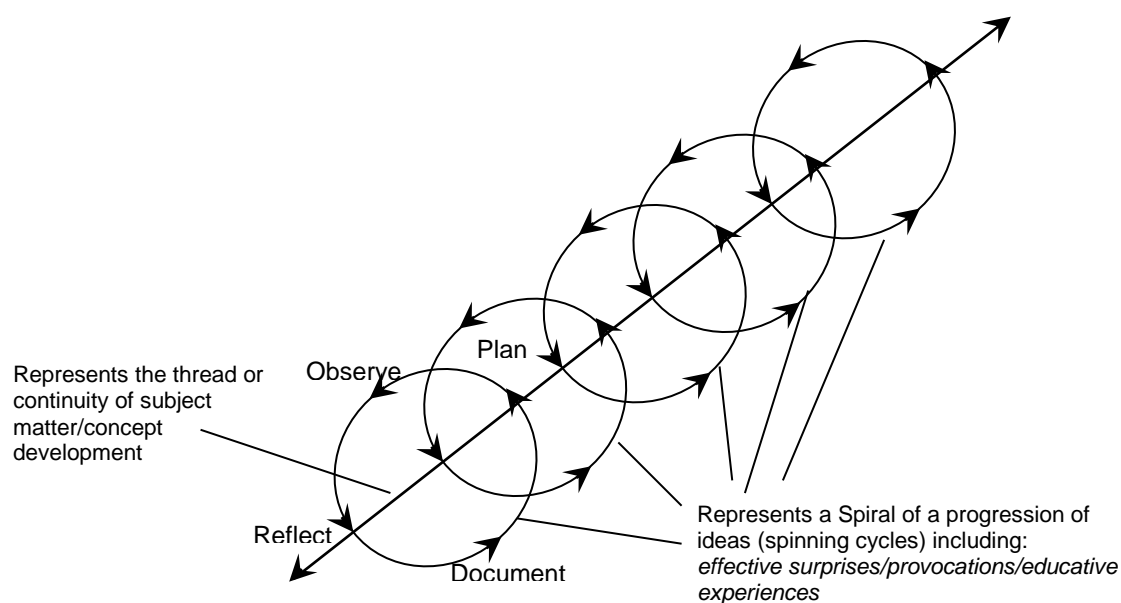 Plan
Observe
Represents the thread or
continuity of subject
matter/concept
development
Reflect
Document
Represents a Spiral of a progression of
ideas (spinning cycles) including:
effective surprises/provocations/educative
experiences